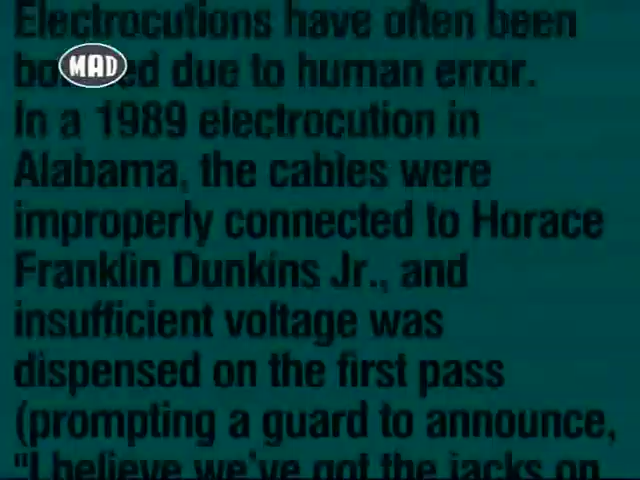 Electrocutions have often been
bo MAD ed due to human error.
In a 1989 electrocution in
Alabama, the cables were
improperly connected to Horace
Franklin Dunkins Jr., and
insufficient voltage was
dispensed on the first pass
(prompting a guard to announce,
"I believe we've got the jacks on